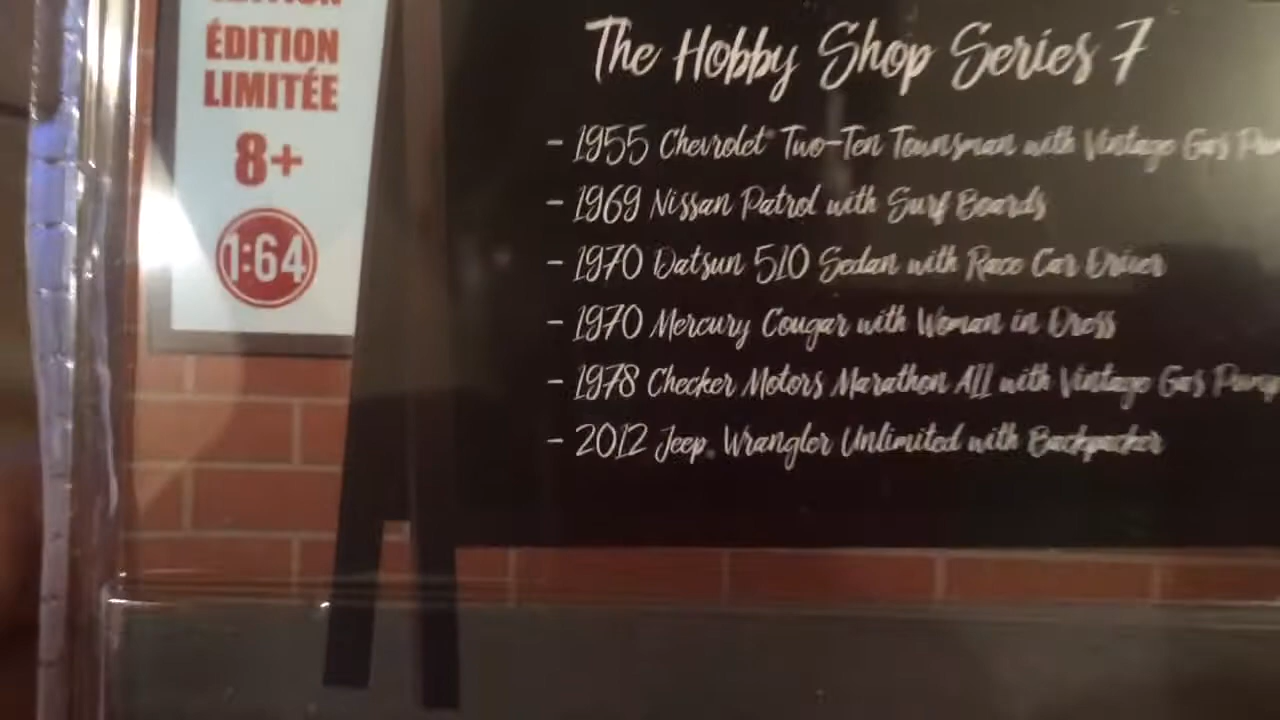 ÉDITION
LIMITÉE
8+
1:64
The Hobby Shop Series 7
- 1955 Chevrolet Two-Ten Townsman with Vintage Gas
- 1969 Nissan Patrol with Surf Boards
- 1970 Datsun 510 Sedan with Race Car Driver
- 1970 Mercury Cougar with Woman in Dress
- 1978 Checker Motors Marathon A11 with Vintage Gas Pump
- 2012 Jeep® Wrangler Unlimited with Backpacker